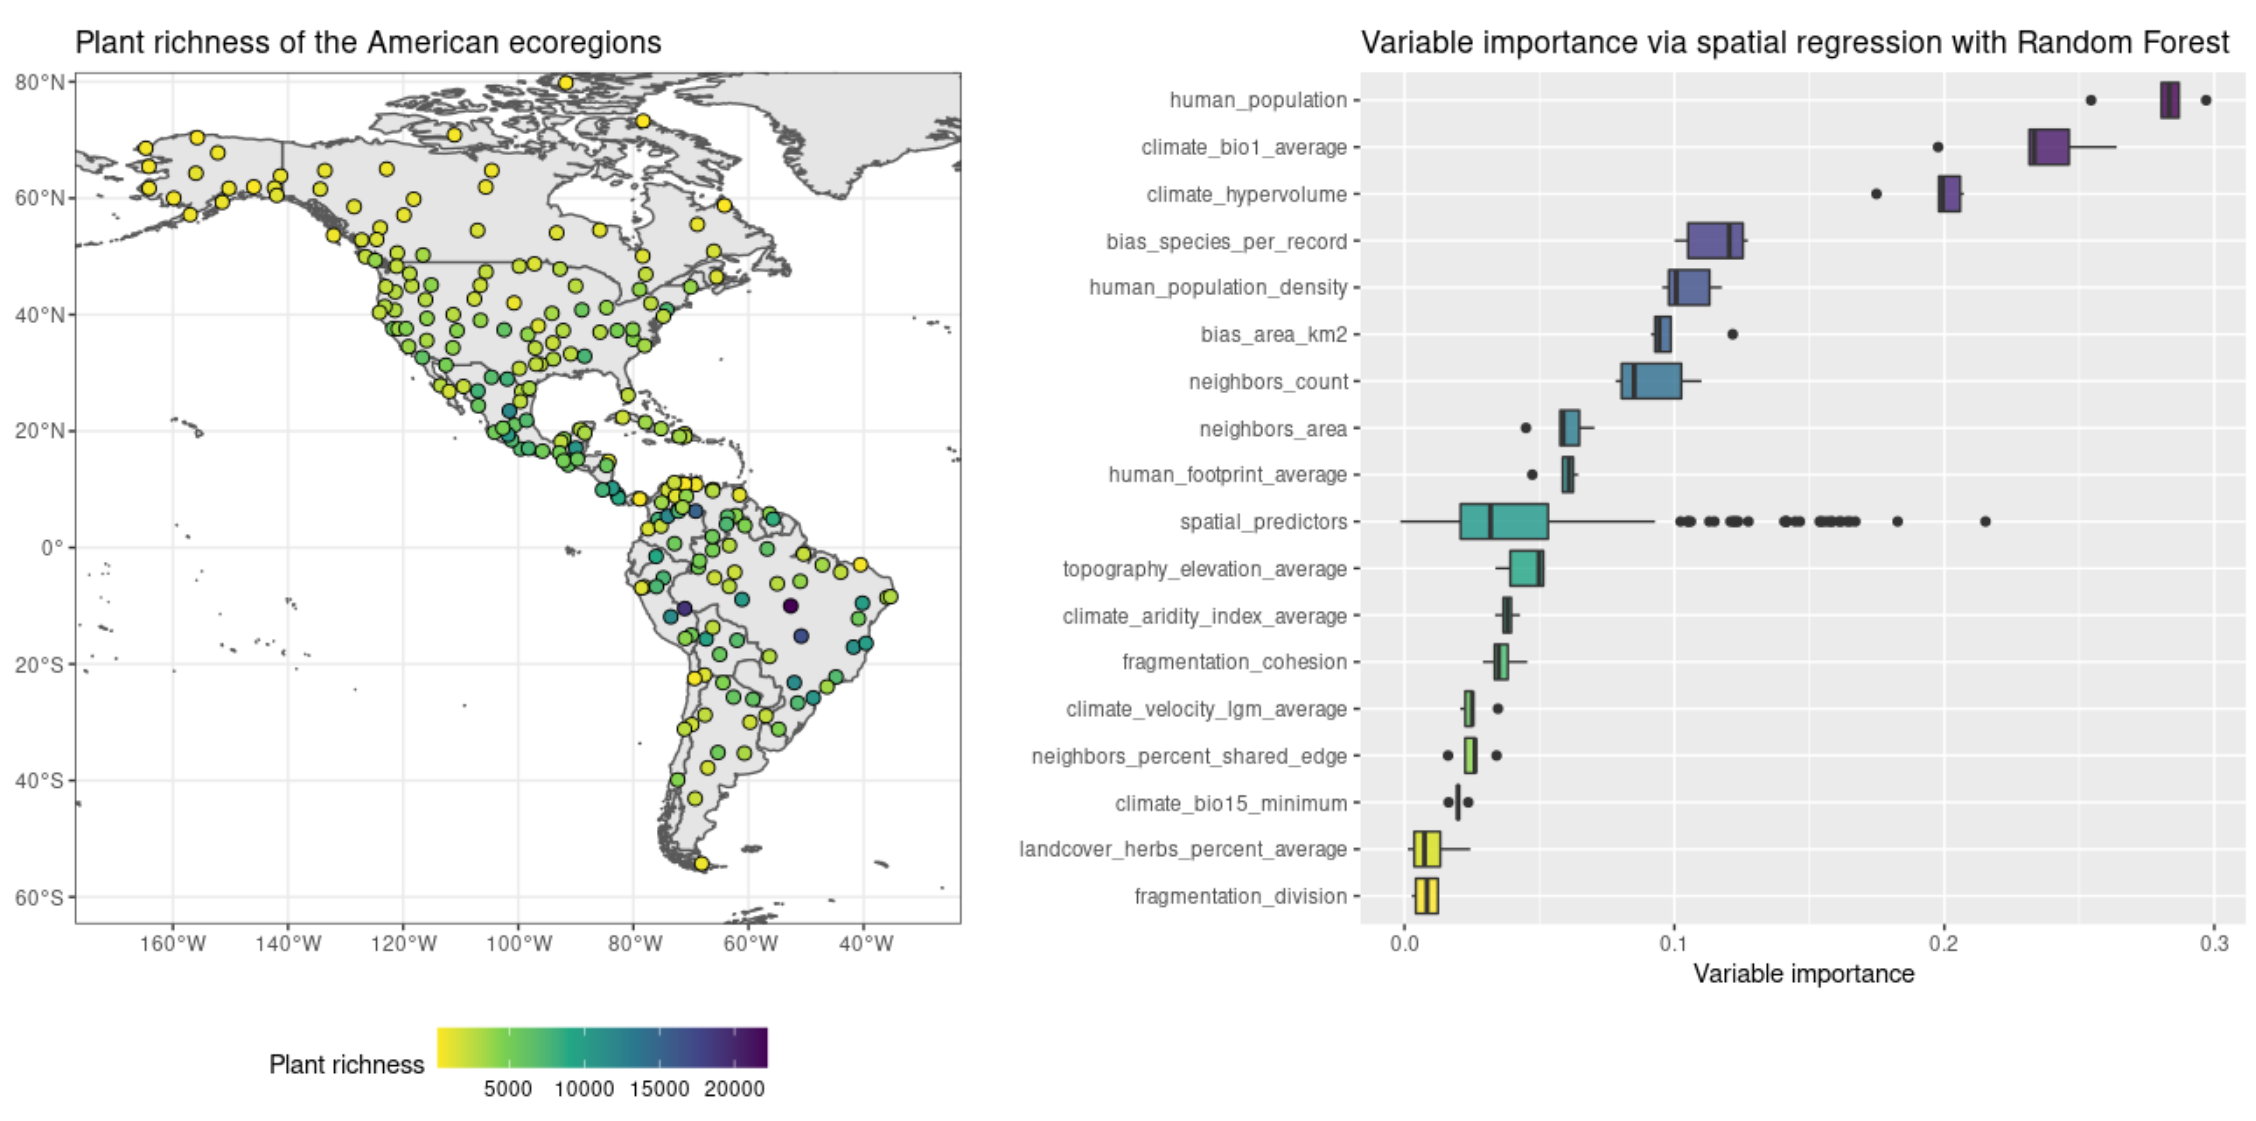 Plant richness of the American ecoregions
80°N
60°N
40°N
20°N
0°
20°S
40°S
60°S
160°W 140°W 120°W 100°W 80°W 60°W 40°W
Plant richness
5000 10000 15000 20000
Variable importance via spatial regression with Random Forest
human_population
climate_bio1_average
climate_hypervolume
bias_species_per_record
human_population_density
bias_area_km2
neighbors_count
neighbors_area
human_footprint_average
spatial_predictors
topography_elevation_average
climate_aridity_index_average
fragmentation_cohesion
climate_velocity_lgm_average
neighbors_percent_shared_edge
climate_bio15_minimum
landcover_herbs_percent_average
fragmentation_division
0.0 0.1 0.2 0.3
Variable importance